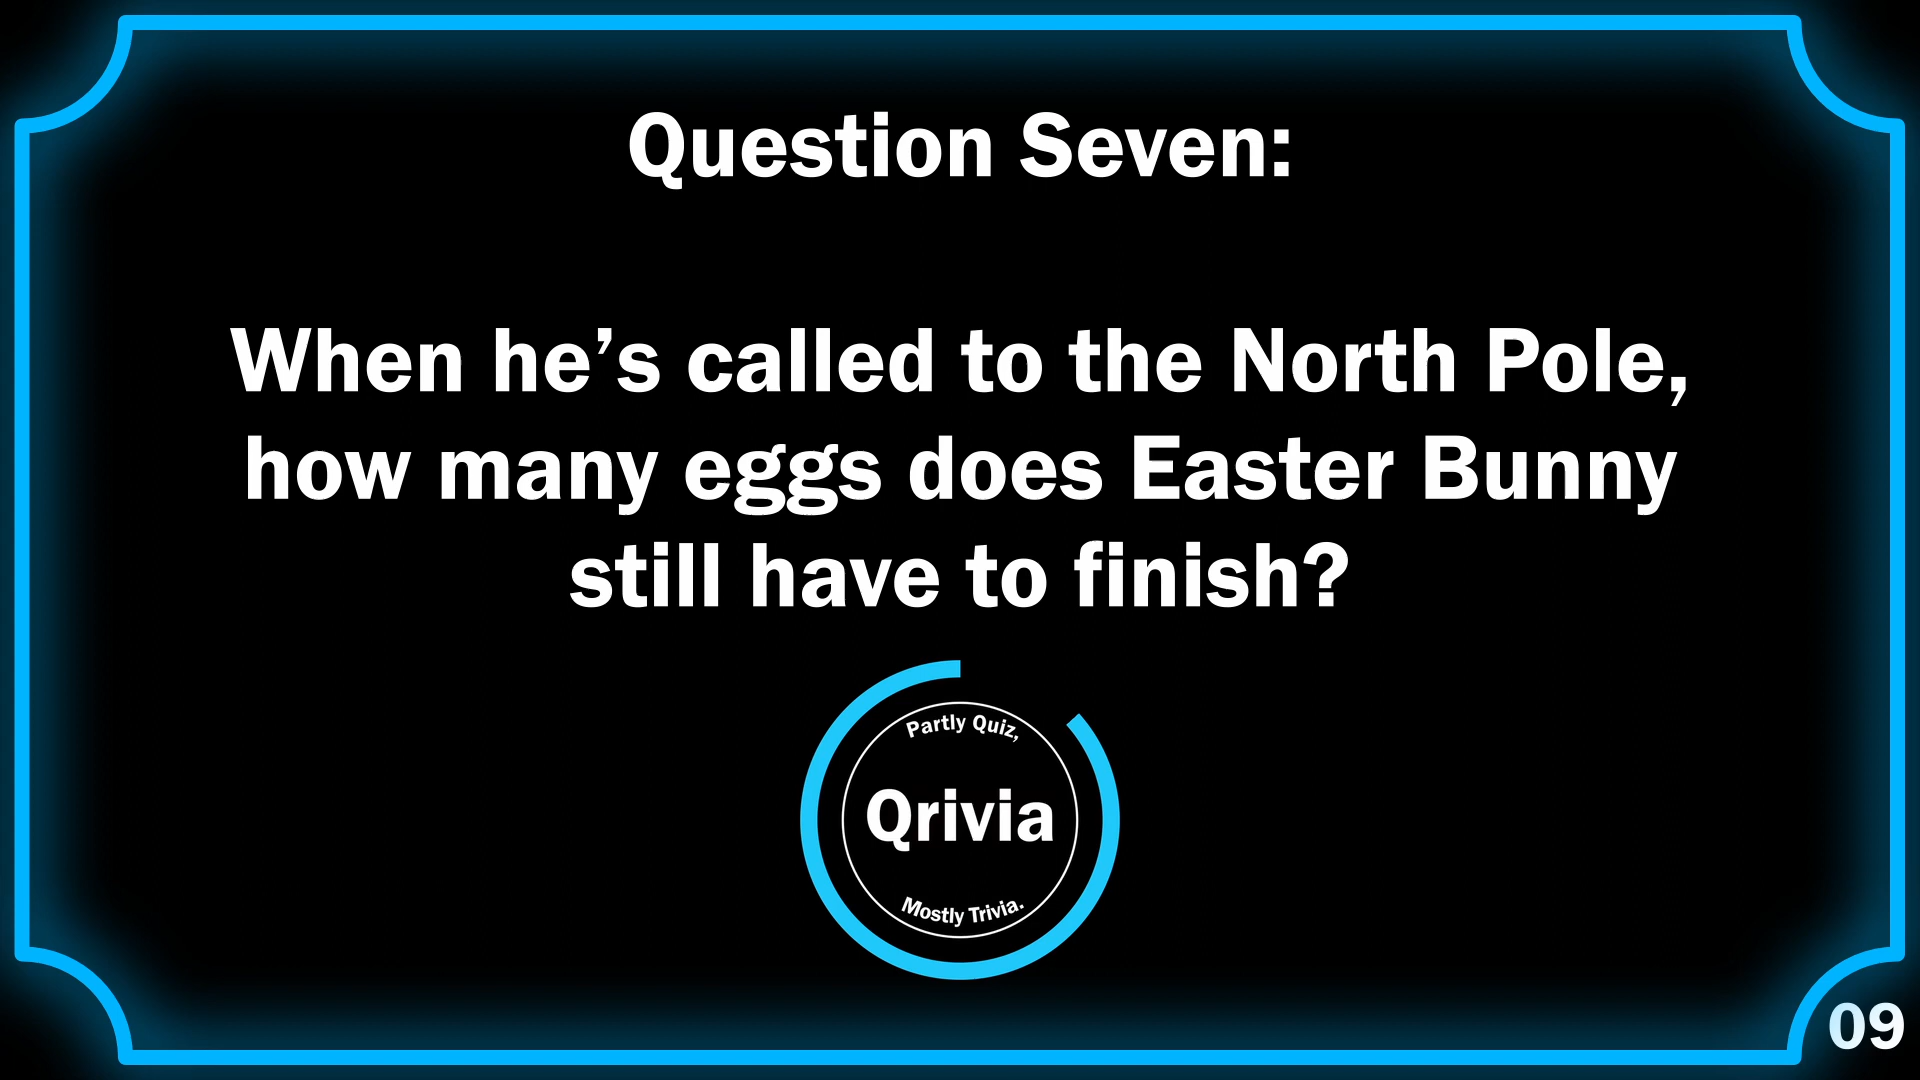 Question Seven:
When he’s called to the North Pole,
how many eggs does Easter Bunny
still have to finish?
Partly Quiz,
Qrivia
Mostly Trivia.
09